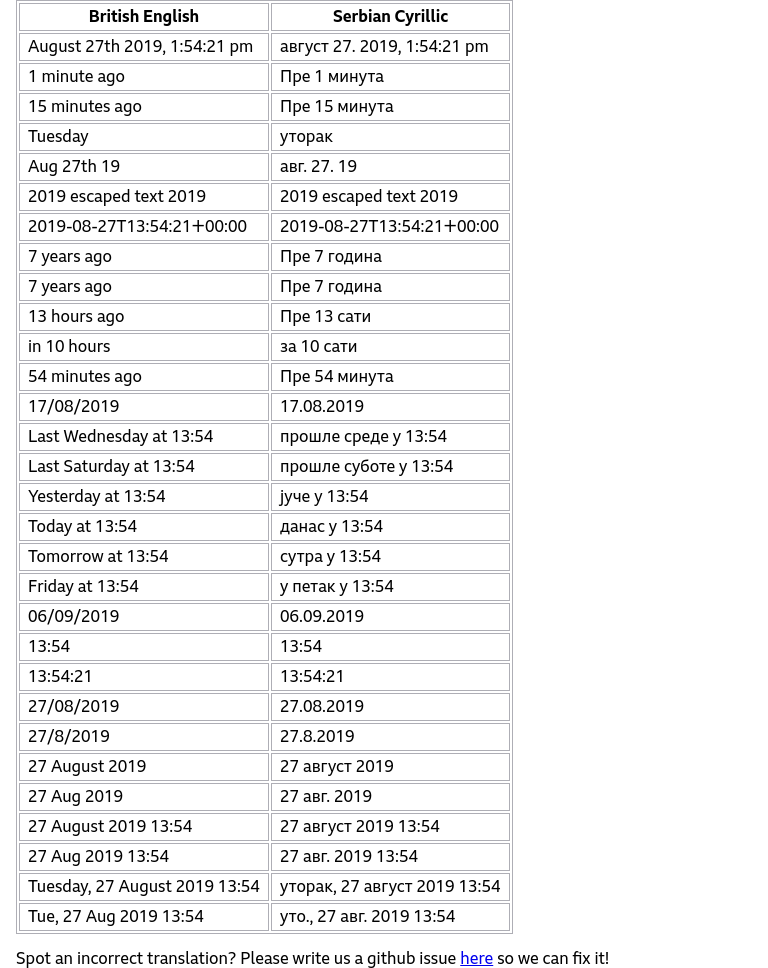 British English Serbian Cyrillic
August 27th 2019, 1:54:21 pm август 27. 2019, 1:54:21 pm
1 minute ago Пре 1 минута
15 minutes ago Пре 15 минута
Tuesday уторак
Aug 27th 19 авг. 27. 19
2019 escaped text 2019 2019 escaped text 2019
2019-08-27T13:54:21+00:00 2019-08-27T13:54:21+00:00
7 years ago Пре 7 година
7 years ago Пре 7 година
13 hours ago Пре 13 сати
in 10 hours за 10 сати
54 minutes ago Пре 54 минута
17/08/2019 17.08.2019
Last Wednesday at 13:54 прошле среде у 13:54
Last Saturday at 13:54 прошле суботе у 13:54
Yesterday at 13:54 јуче у 13:54
Today at 13:54 данас у 13:54
Tomorrow at 13:54 сутра у 13:54
Friday at 13:54 у петак у 13:54
06/09/2019 06.09.2019
13:54 13:54
13:54:21 13:54:21
27/08/2019 27.08.2019
27/8/2019 27.8.2019
27 August 2019 27 август 2019
27 Aug 2019 27 авг. 2019
27 August 2019 13:54 27 август 2019 13:54
27 Aug 2019 13:54 27 авг. 2019 13:54
Tuesday, 27 August 2019 13:54 уторак, 27 август 2019 13:54
Tue, 27 Aug 2019 13:54 уто., 27 авг. 2019 13:54
Spot an incorrect translation? Please write us a github issue here so we can fix it!